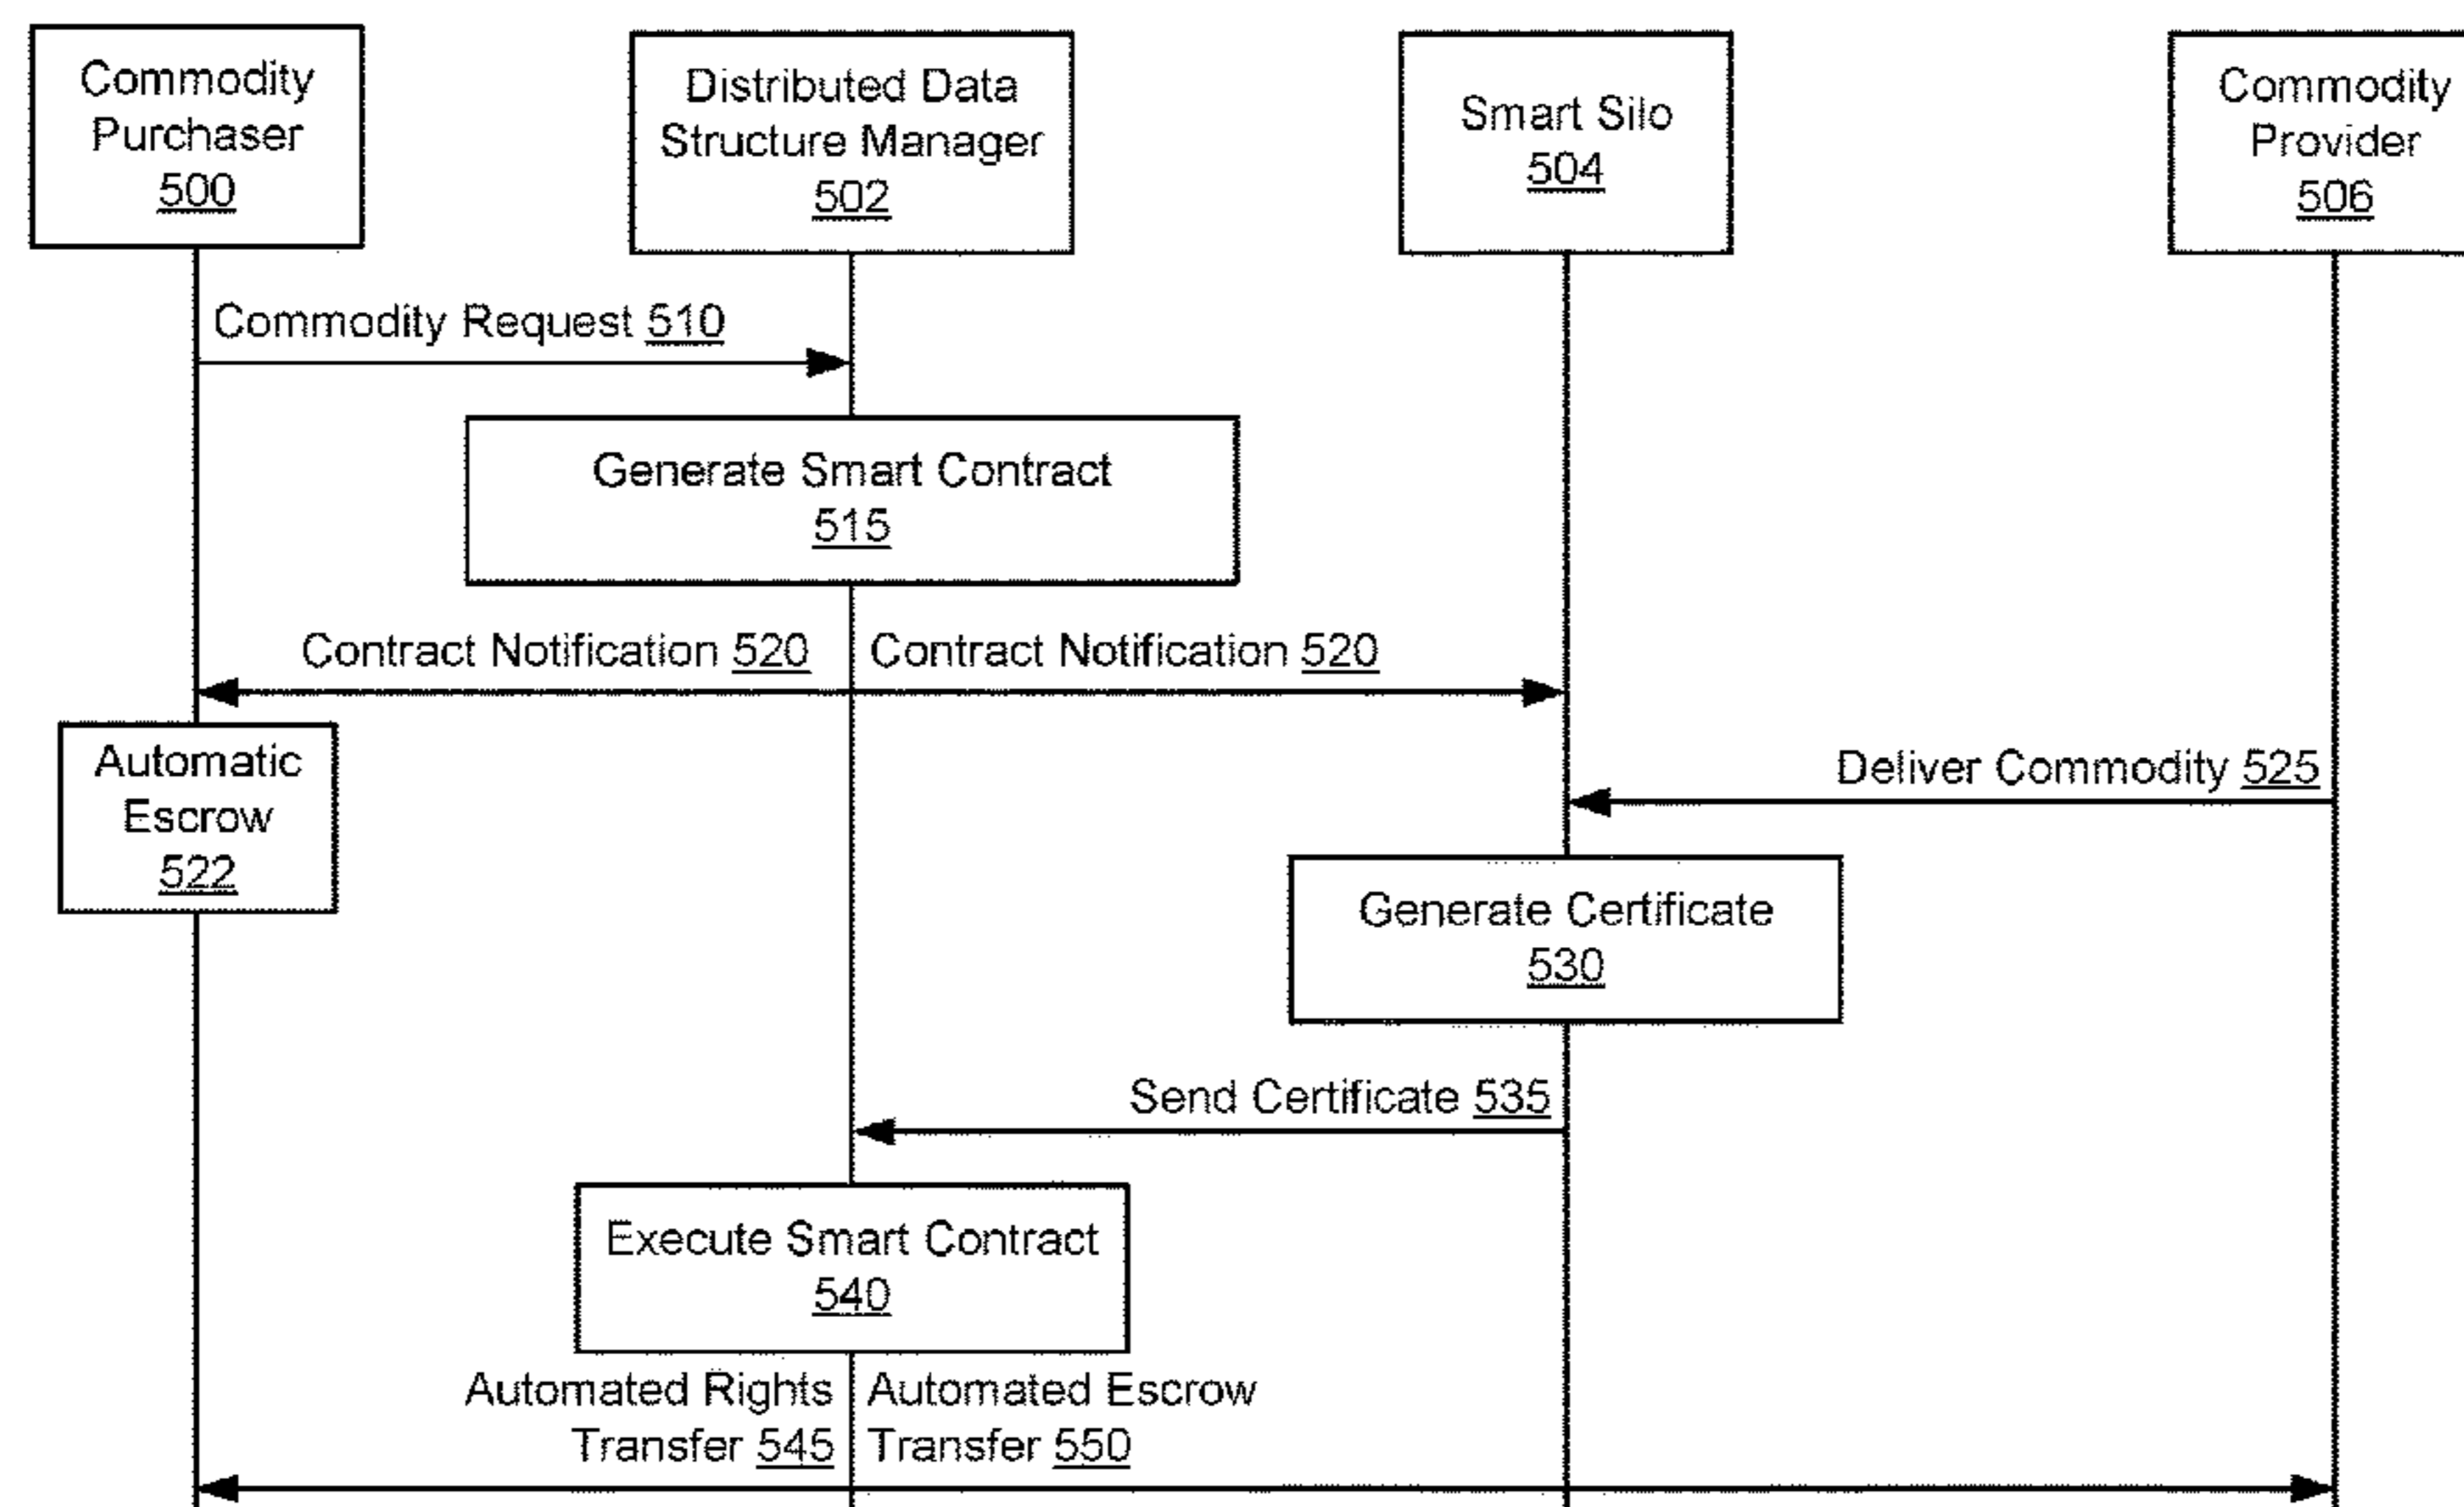 Commodity
Purchaser
500
Distributed Data
Structure Manager
502
Smart Silo
504
Commodity
Provider
506
Commodity Request 510
Generate Smart Contract
515
Contract Notification 520
Contract Notification 520
Automatic
Escrow
522
Deliver Commodity 525
Generate Certificate
530
Send Certificate 535
Execute Smart Contract
540
Automated Rights
Transfer 545
Automated Escrow
Transfer 550